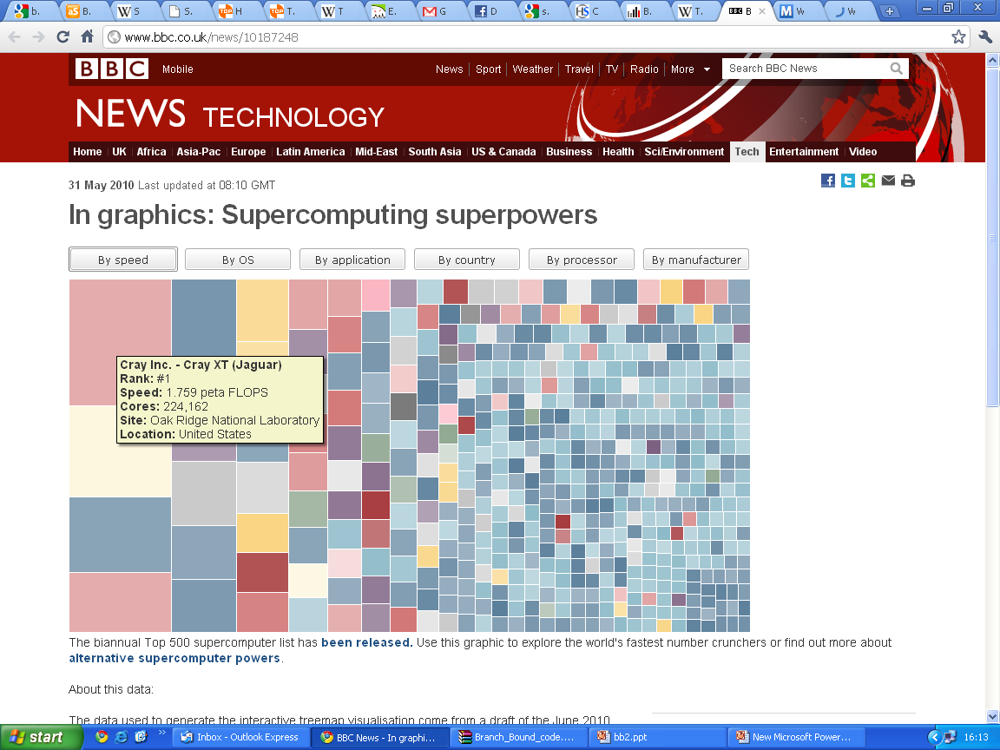 b.
B.
W S
S.
TOP H
TOP T.
W T
E.
G
D
s.
HS C
B.
W T.
BBC B
M W
W
www.bbc.co.uk/news/10187248
BBC Mobile
News Sport Weather Travel TV Radio More Search BBC News
NEWS TECHNOLOGY
Home UK Africa Asia-Pac Europe Latin America Mid-East South Asia US & Canada Business Health Sci/Environment Tech Entertainment Video
31 May 2010 Last updated at 08:10 GMT
In graphics: Supercomputing superpowers
By speed By OS By application By country By processor By manufacturer
Cray Inc. - Cray XT (Jaguar)
Rank: #1
Speed: 1.759 peta FLOPS
Cores: 224,162
Site: Oak Ridge National Laboratory
Location: United States
The biannual Top 500 supercomputer list has been released. Use this graphic to explore the world's fastest number crunchers or find out more about
alternative supercomputer powers.
About this data:
The data used to generate the interactive treemap visualisation come from a draft of the June 2010
start Inbox - Outlook Express BBC News - In graphi... Branch_Bound_code.... bb2.ppt New Microsoft Power... 16:13